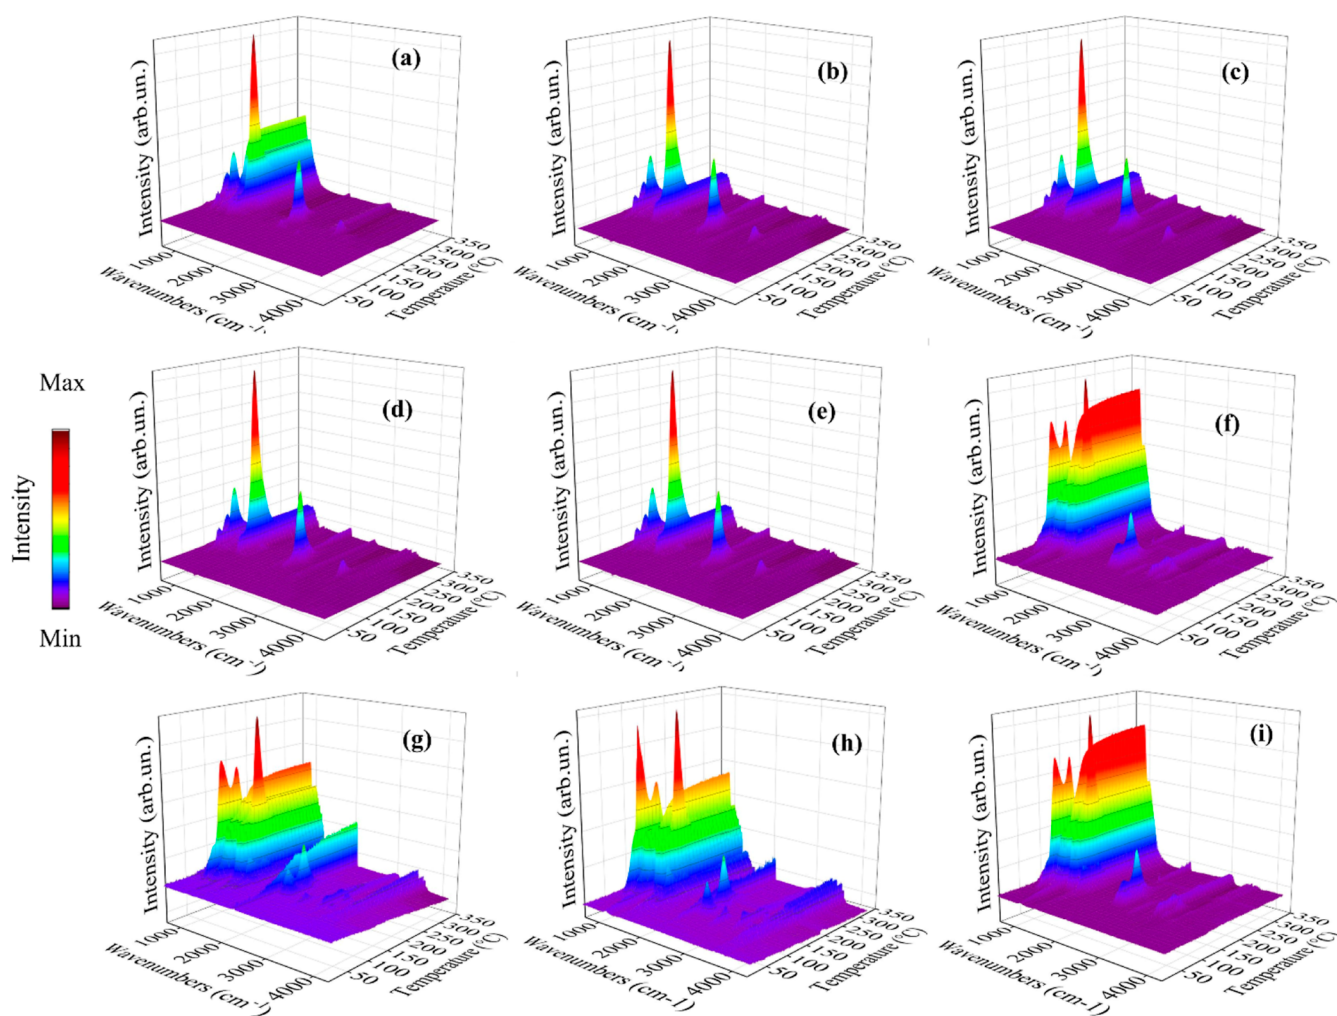 (a)
Intensity (arb.un.)
1000
2000
3000
4000
Wavenumbers (cm⁻¹)
50
100
150
200
250
300
350
Temperature (°C)
(b)
Intensity (arb.un.)
1000
2000
3000
4000
Wavenumbers (cm⁻¹)
50
100
150
200
250
300
350
Temperature (°C)
(c)
Intensity (arb.un.)
1000
2000
3000
4000
Wavenumbers (cm⁻¹)
50
100
150
200
250
300
350
Temperature (°C)
Max
Intensity
Min
(d)
Intensity (arb.un.)
1000
2000
3000
4000
Wavenumbers (cm⁻¹)
50
100
150
200
250
300
350
Temperature (°C)
(e)
Intensity (arb.un.)
1000
2000
3000
4000
Wavenumbers (cm⁻¹)
50
100
150
200
250
300
350
Temperature (°C)
(f)
Intensity (arb.un.)
1000
2000
3000
4000
Wavenumbers (cm⁻¹)
50
100
150
200
250
300
350
Temperature (°C)
(g)
Intensity (arb.un.)
1000
2000
3000
4000
Wavenumbers (cm⁻¹)
50
100
150
200
250
300
350
Temperature (°C)
(h)
Intensity (arb.un.)
1000
2000
3000
4000
Wavenumbers (cm-1)
50
100
150
200
250
300
350
Temperature (°C)
(i)
Intensity (arb.un.)
1000
2000
3000
4000
Wavenumbers (cm-1)
50
100
150
200
250
300
350
Temperature (°C)